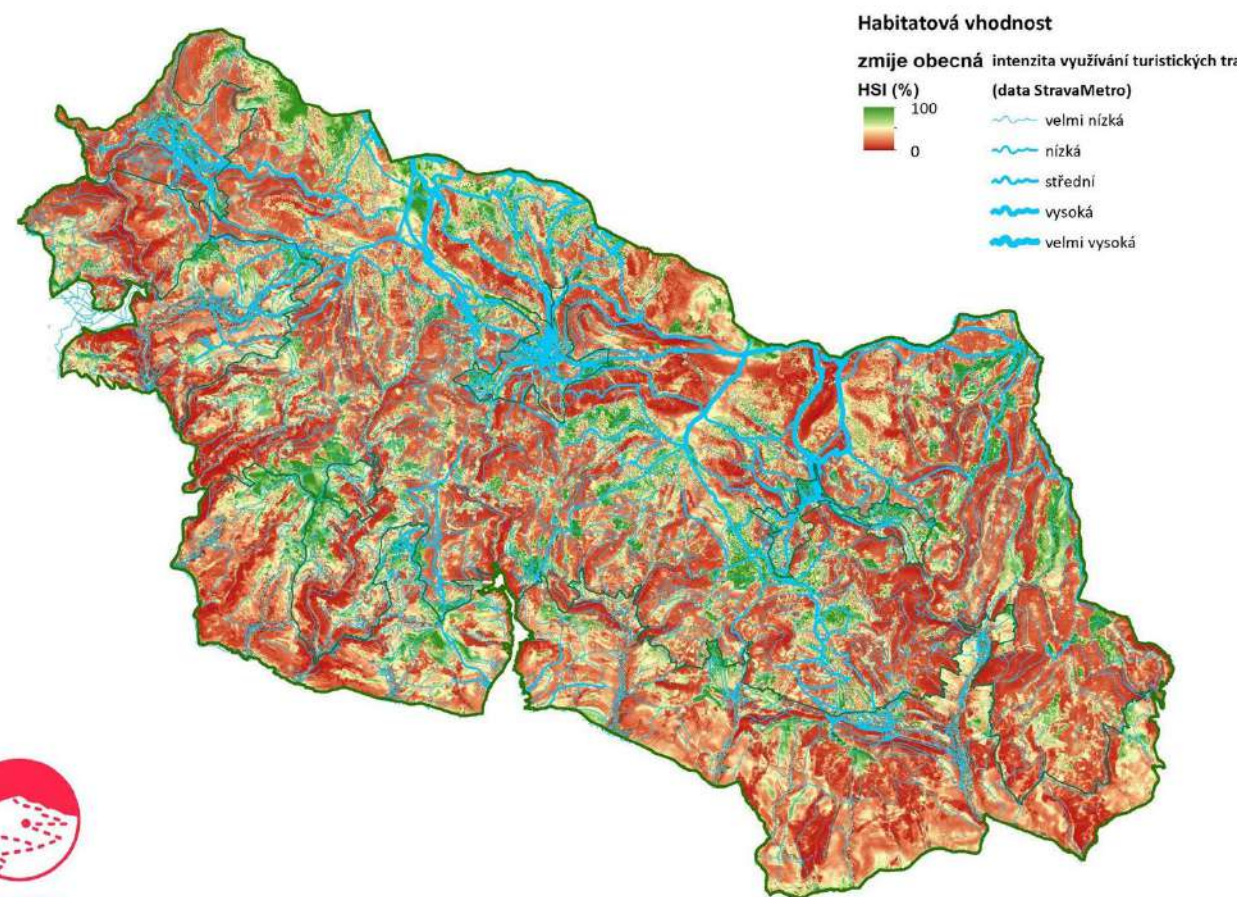 Habitatová vhodnost
zmije obecná intenzita využívání turistických tra
HSI (%) (data StravaMetro)
100 velmi nízká
0 nízká
střední
vysoká
velmi vysoká